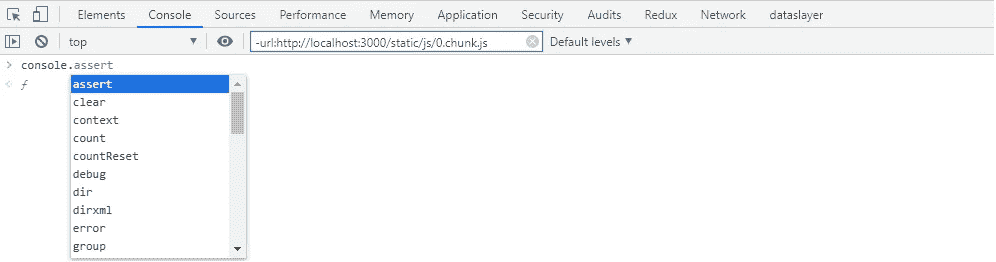 Elements Console Sources Performance Memory Application Security Audits Redux Network dataslayer
top -url:http://localhost:3000/static/js/0.chunk.js Default levels
console.assert
f
assert
clear
context
count
countReset
debug
dir
dirxml
error
group